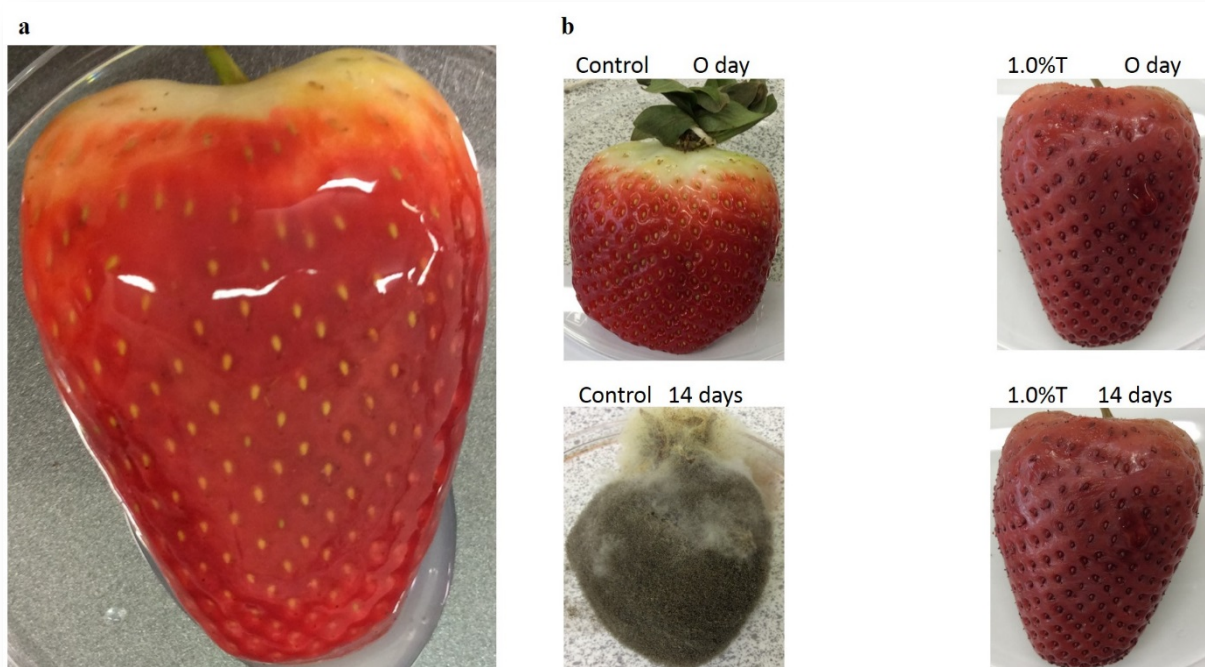 a
b
Control O day
1.0%T O day
Control 14 days
1.0%T 14 days